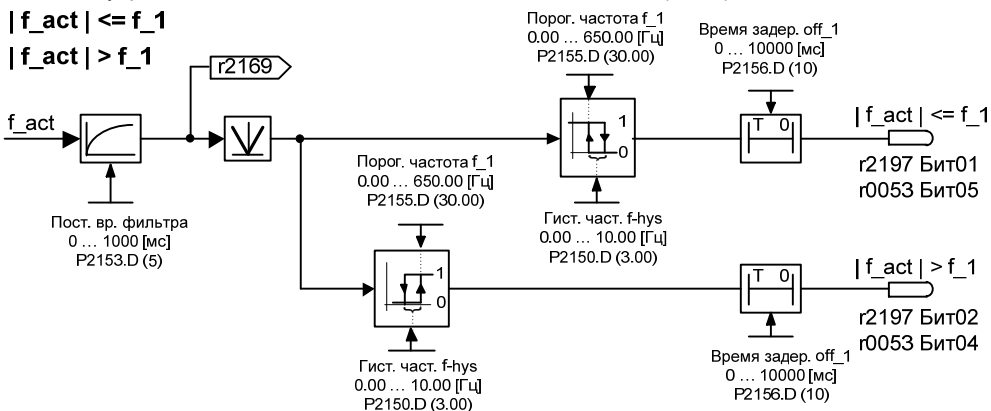 | f_act | <= f_1
| f_act | > f_1
r2169
f_act
Пост. вр. фильтра
0 ... 1000 [мс]
P2153.D (5)
Порог. частота f_1
0.00 ... 650.00 [Гц]
P2155.D (30.00)
1
0
Гист. част. f-hys
0.00 ... 10.00 [Гц]
P2150.D (3.00)
Время задер. off_1
0 ... 10000 [мс]
P2156.D (10)
T 0
| f_act | <= f_1
r2197 Бит01
r0053 Бит05
Порог. частота f_1
0.00 ... 650.00 [Гц]
P2155.D (30.00)
1
0
Гист. част. f-hys
0.00 ... 10.00 [Гц]
P2150.D (3.00)
T 0
Время задер. off_1
0 ... 10000 [мс]
P2156.D (10)
| f_act | > f_1
r2197 Бит02
r0053 Бит04